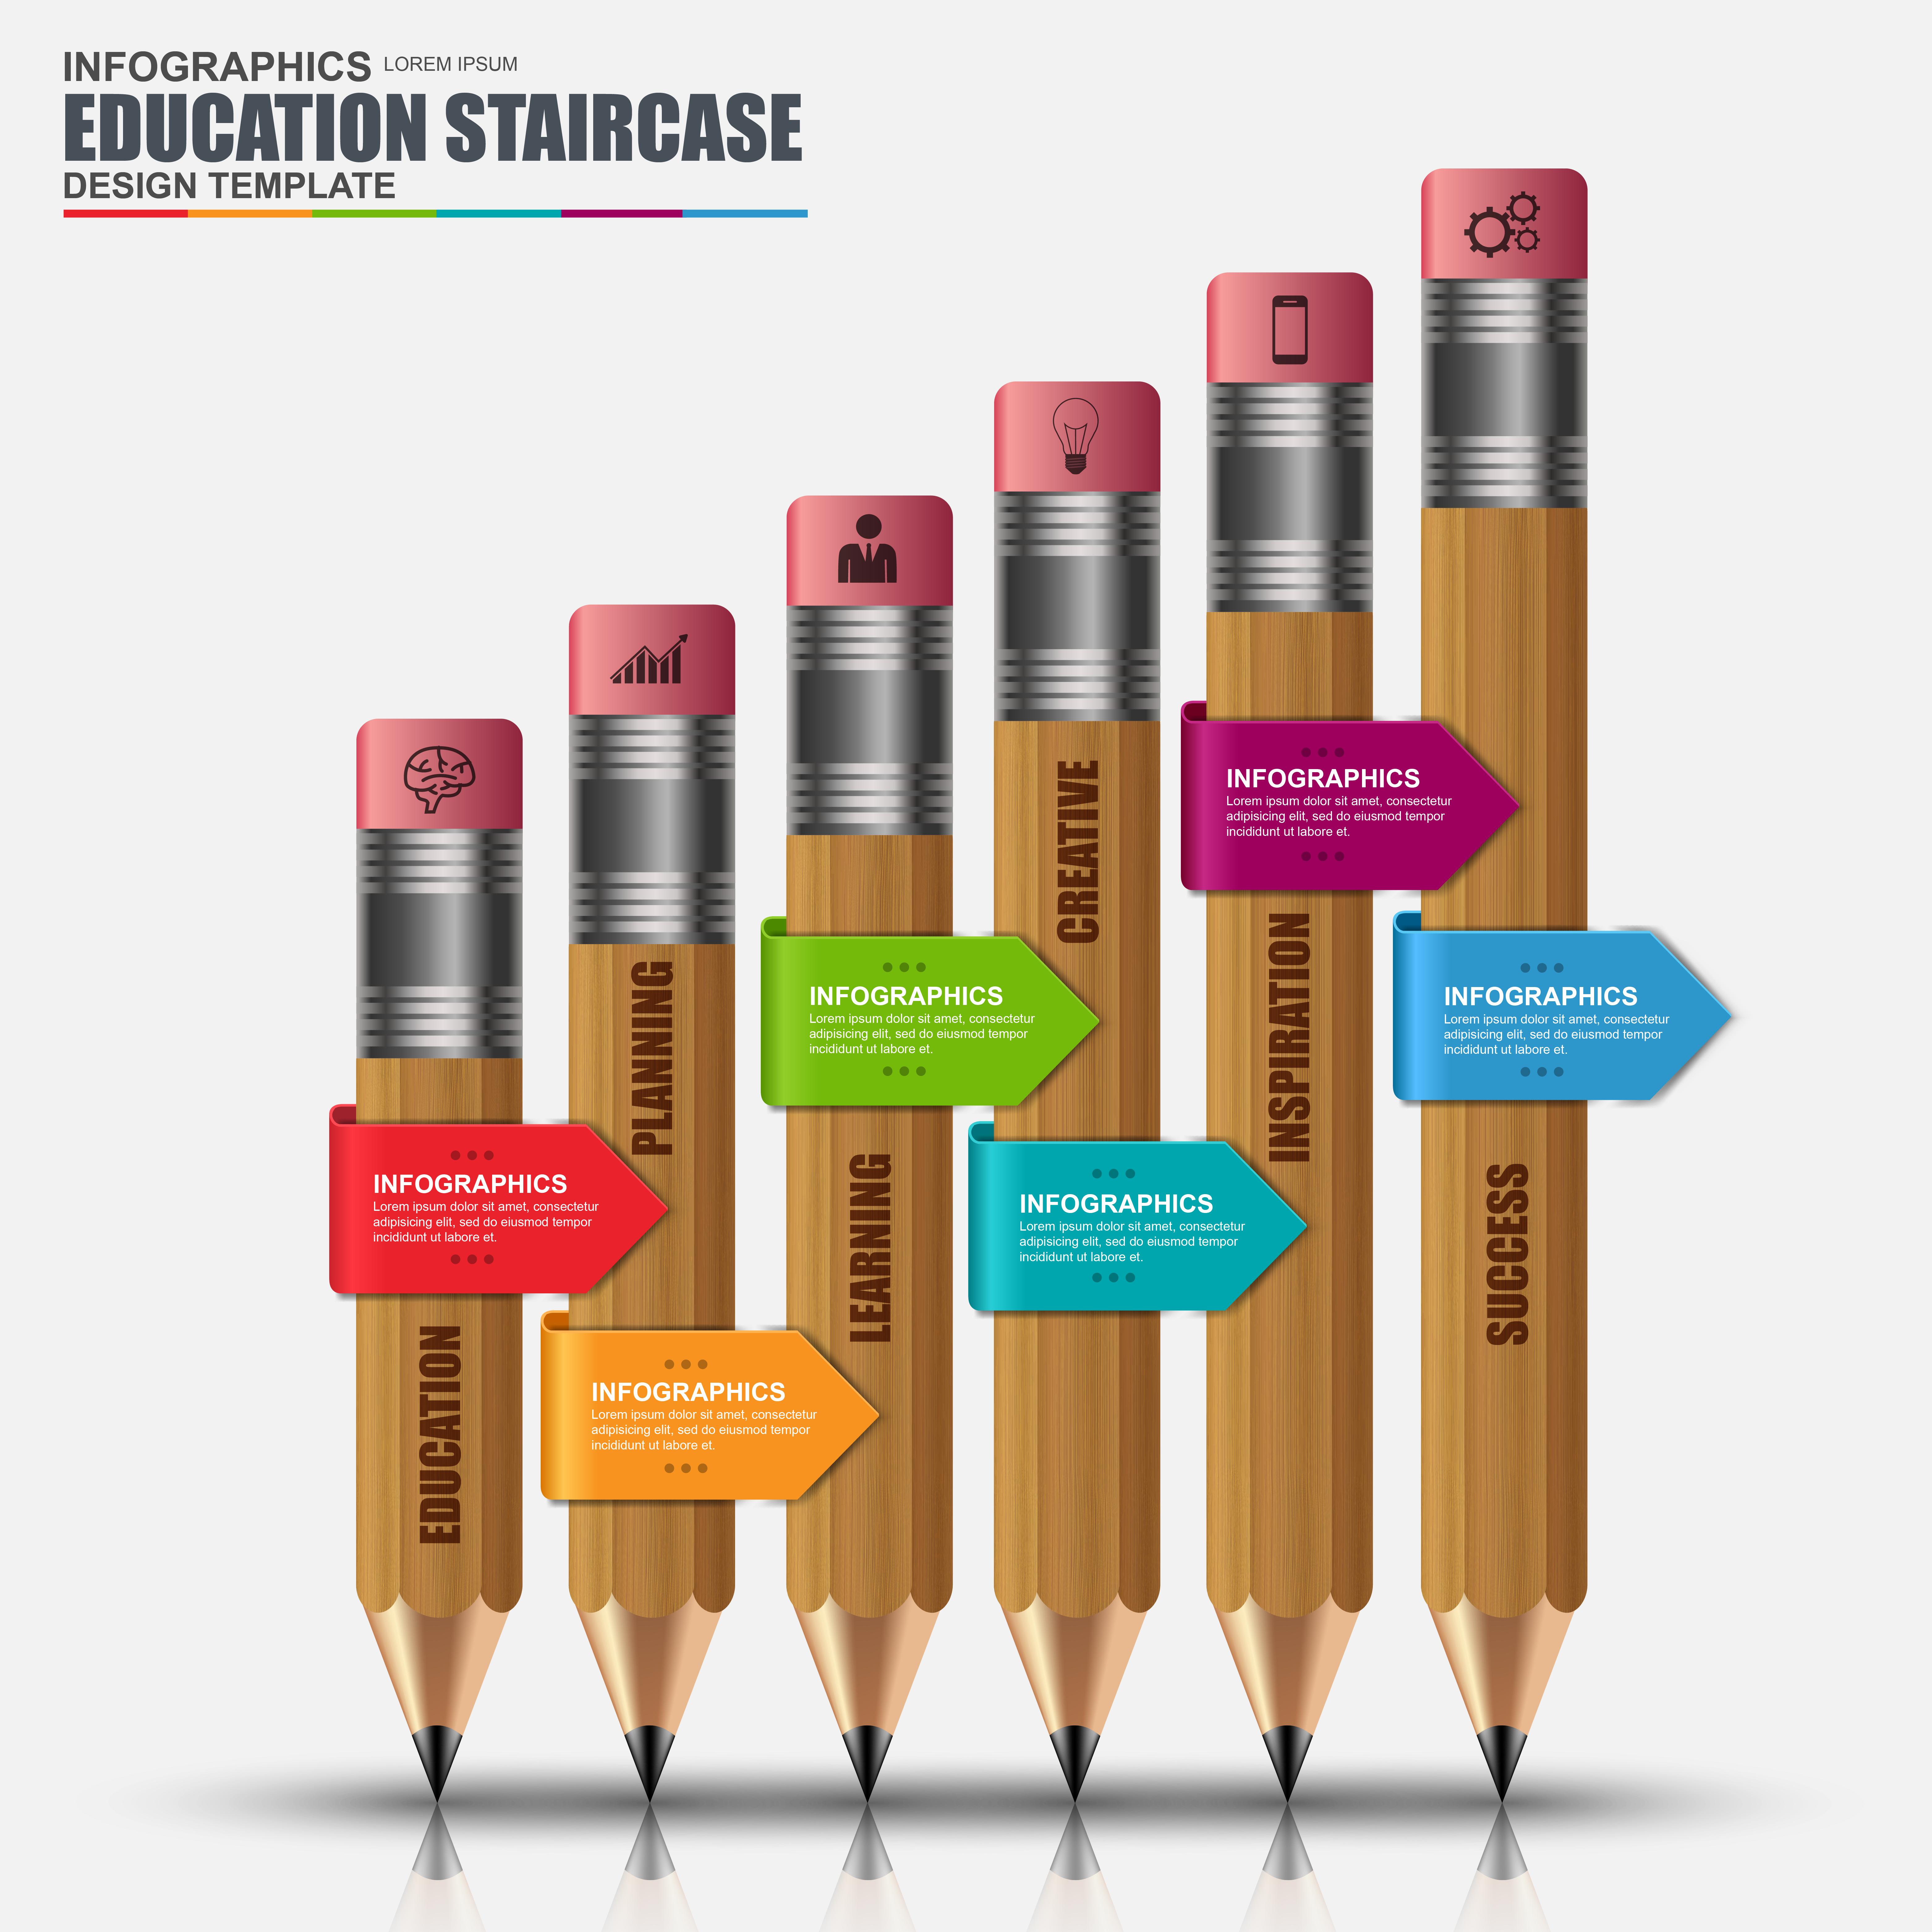 INFOGRAPHICS LOREM IPSUM
EDUCATION STAIRCASE
DESIGN TEMPLATE
INFOGRAPHICS
Lorem ipsum dolor sit amet, consectetur
adipisicing elit, sed do eiusmod tempor
incididunt ut labore et.
EDUCATION
PLANNING
INFOGRAPHICS
Lorem ipsum dolor sit amet, consectetur
adipisicing elit, sed do eiusmod tempor
incididunt ut labore et.
INFOGRAPHICS
Lorem ipsum dolor sit amet, consectetur
adipisicing elit, sed do eiusmod tempor
incididunt ut labore et.
LEARNING
CREATIVE
INFOGRAPHICS
Lorem ipsum dolor sit amet, consectetur
adipisicing elit, sed do eiusmod tempor
incididunt ut labore et.
INFOGRAPHICS
Lorem ipsum dolor sit amet, consectetur
adipisicing elit, sed do eiusmod tempor
incididunt ut labore et.
INSPIRATION
INFOGRAPHICS
Lorem ipsum dolor sit amet, consectetur
adipisicing elit, sed do eiusmod tempor
incididunt ut labore et.
SUCCESS